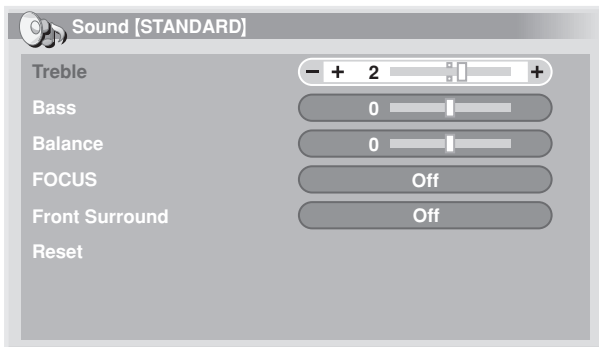 Sound [STANDARD]
Treble − + 2 +
Bass 0
Balance 0
FOCUS Off
Front Surround Off
Reset